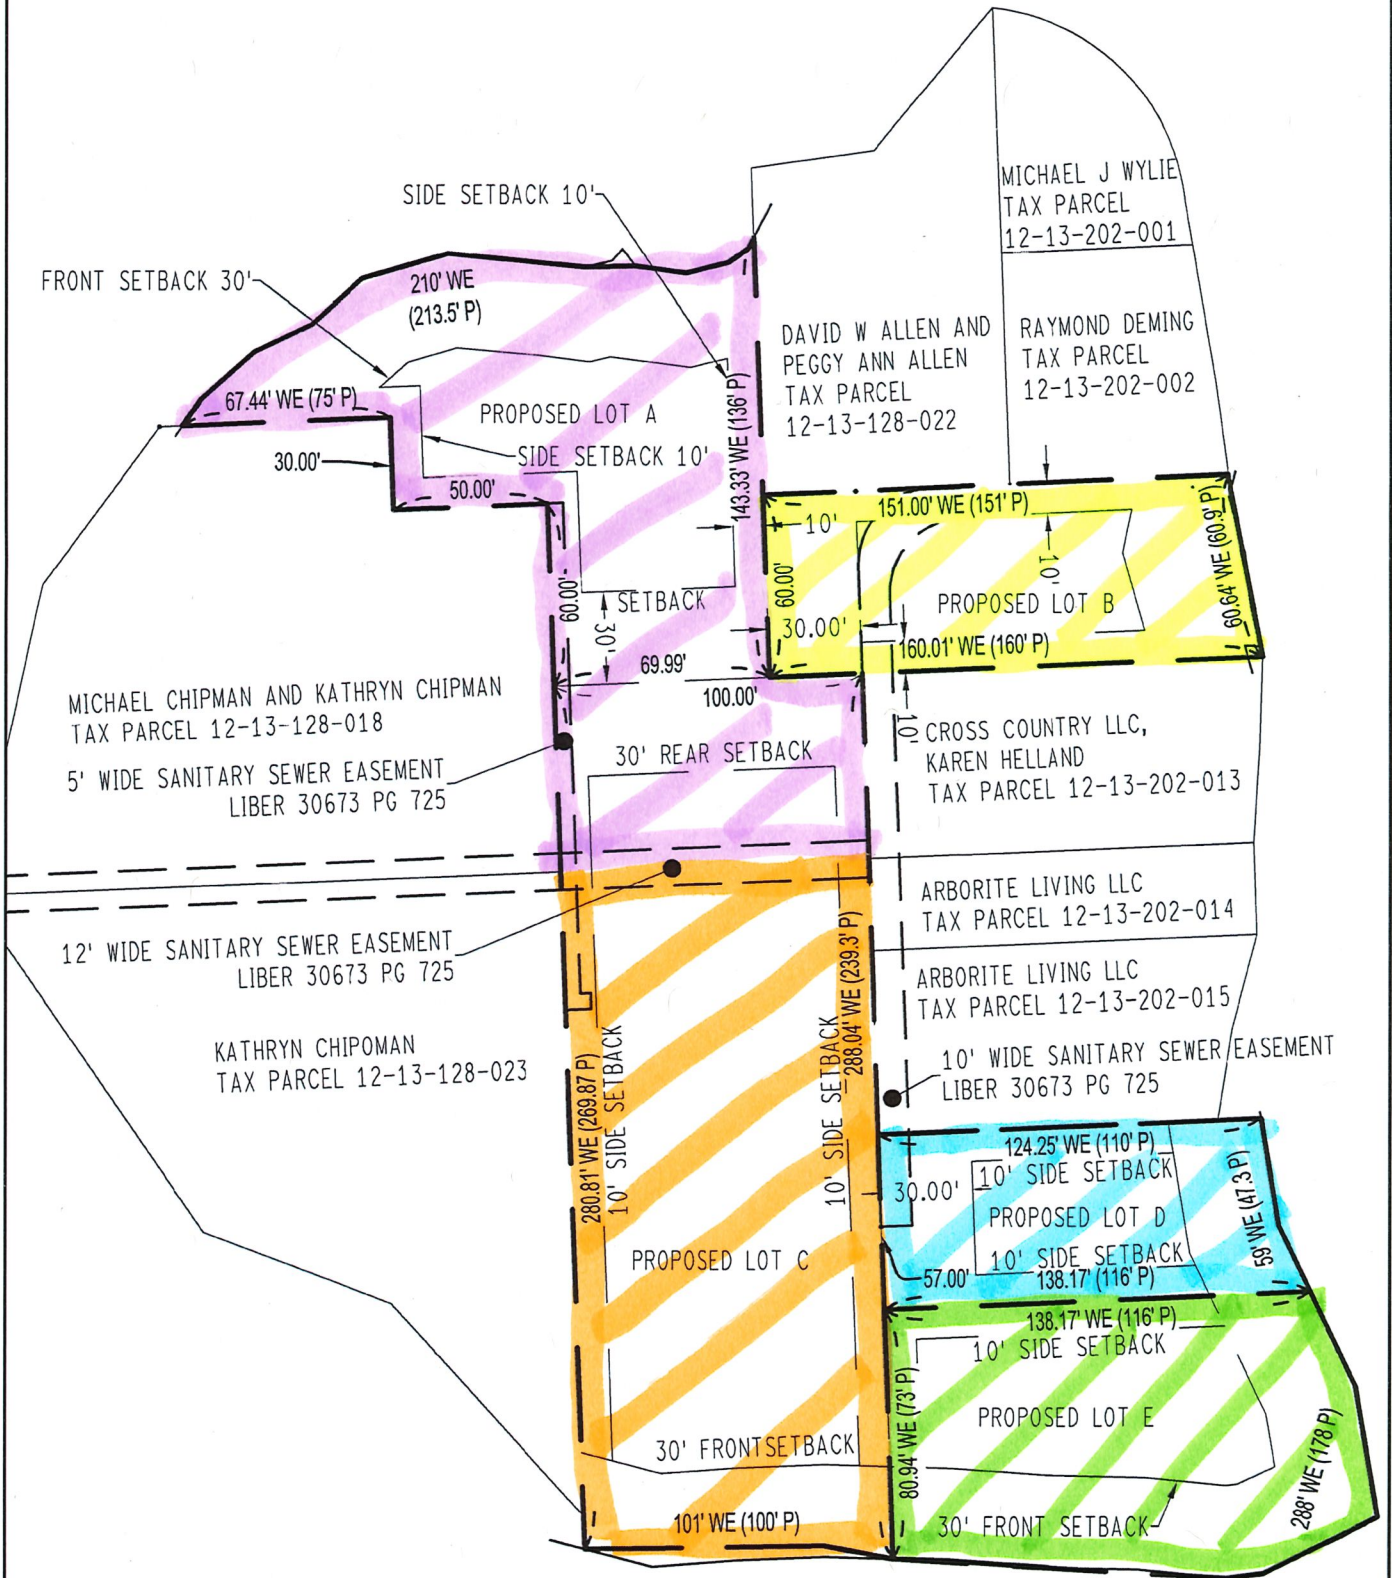 MICHAEL J WYLIE
TAX PARCEL
12-13-202-001
SIDE SETBACK 10'
FRONT SETBACK 30'
210' WE
(213.5' P)
DAVID W ALLEN AND
PEGGY ANN ALLEN
TAX PARCEL
12-13-128-022
RAYMOND DEMING
TAX PARCEL
12-13-202-002
67.44' WE (75' P)
PROPOSED LOT A
143.33' WE (136' P)
SIDE SETBACK 10'
30.00'
50.00'
151.00' WE (151' P)
10'
10'
60.00'
60.00'
60.64' WE (60.9' P)
SETBACK
30'
PROPOSED LOT B
30.00'
160.01' WE (160' P)
69.99'
100.00'
MICHAEL CHIPMAN AND KATHRYN CHIPMAN
TAX PARCEL 12-13-128-018
10'
CROSS COUNTRY LLC,
KAREN HELLAND
TAX PARCEL 12-13-202-013
30' REAR SETBACK
5' WIDE SANITARY SEWER EASEMENT
LIBER 30673 PG 725
ARBORITE LIVING LLC
TAX PARCEL 12-13-202-014
12' WIDE SANITARY SEWER EASEMENT
LIBER 30673 PG 725
ARBORITE LIVING LLC
TAX PARCEL 12-13-202-015
KATHRYN CHIPOMAN
TAX PARCEL 12-13-128-023
10' WIDE SANITARY SEWER EASEMENT
LIBER 30673 PG 725
280.81' WE (269.87 P)
10' SIDE SETBACK
10' SIDE SETBACK
288.04' WE (239.3' P)
124.25' WE (110' P)
10' SIDE SETBACK
30.00'
PROPOSED LOT D
59' WE (47.3 P)
10' SIDE SETBACK
PROPOSED LOT C
57.00'
138.17' (116' P)
138.17' WE (116' P)
10' SIDE SETBACK
80.94' WE (73' P)
PROPOSED LOT E
30' FRONTSETBACK
288' WE (178 P)
101' WE (100' P)
30' FRONT SETBACK